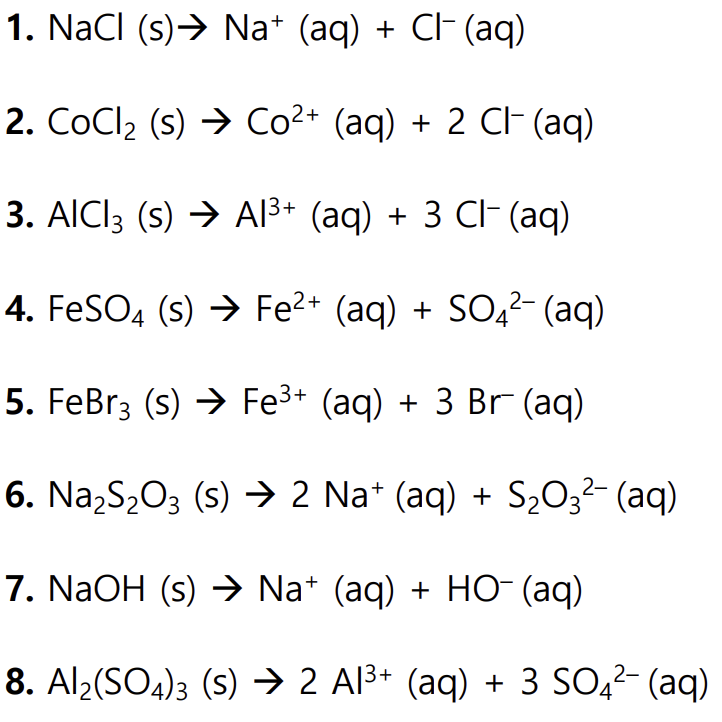 1. NaCl (s)→ Na⁺ (aq) + Cl⁻ (aq)
2. CoCl₂ (s) → Co²⁺ (aq) + 2 Cl⁻ (aq)
3. AlCl₃ (s) → Al³⁺ (aq) + 3 Cl⁻ (aq)
4. FeSO₄ (s) → Fe²⁺ (aq) + SO₄²⁻ (aq)
5. FeBr₃ (s) → Fe³⁺ (aq) + 3 Br⁻ (aq)
6. Na₂S₂O₃ (s) → 2 Na⁺ (aq) + S₂O₃²⁻ (aq)
7. NaOH (s) → Na⁺ (aq) + HO⁻ (aq)
8. Al₂(SO₄)₃ (s) → 2 Al³⁺ (aq) + 3 SO₄²⁻ (aq)